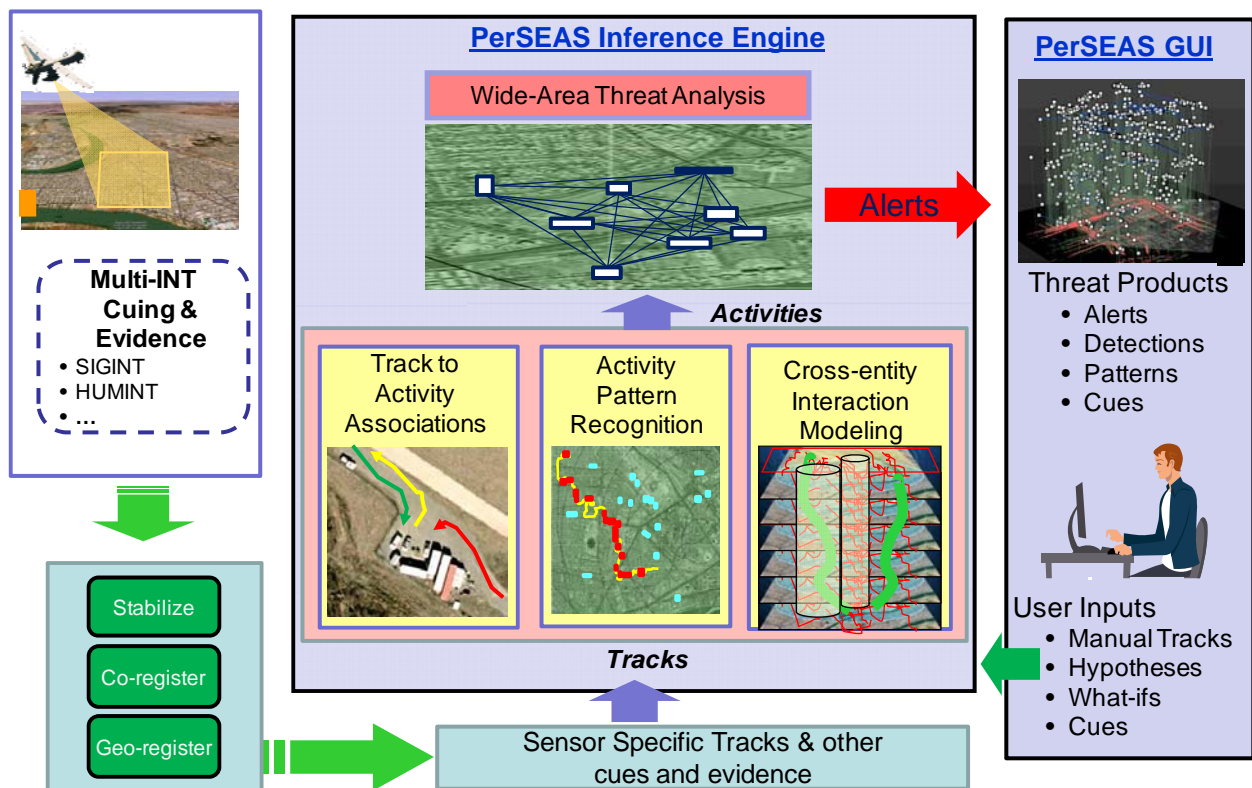 Multi-INT
Cuing &
Evidence
• SIGINT
• HUMINT
• ...
Stabilize
Co-register
Geo-register
PerSEAS Inference Engine
Wide-Area Threat Analysis
Alerts
Activities
Track to
Activity
Associations
Activity
Pattern
Recognition
Cross-entity
Interaction
Modeling
Tracks
Sensor Specific Tracks & other
cues and evidence
PerSEAS GUI
Threat Products
• Alerts
• Detections
• Patterns
• Cues
User Inputs
• Manual Tracks
• Hypotheses
• What-ifs
• Cues